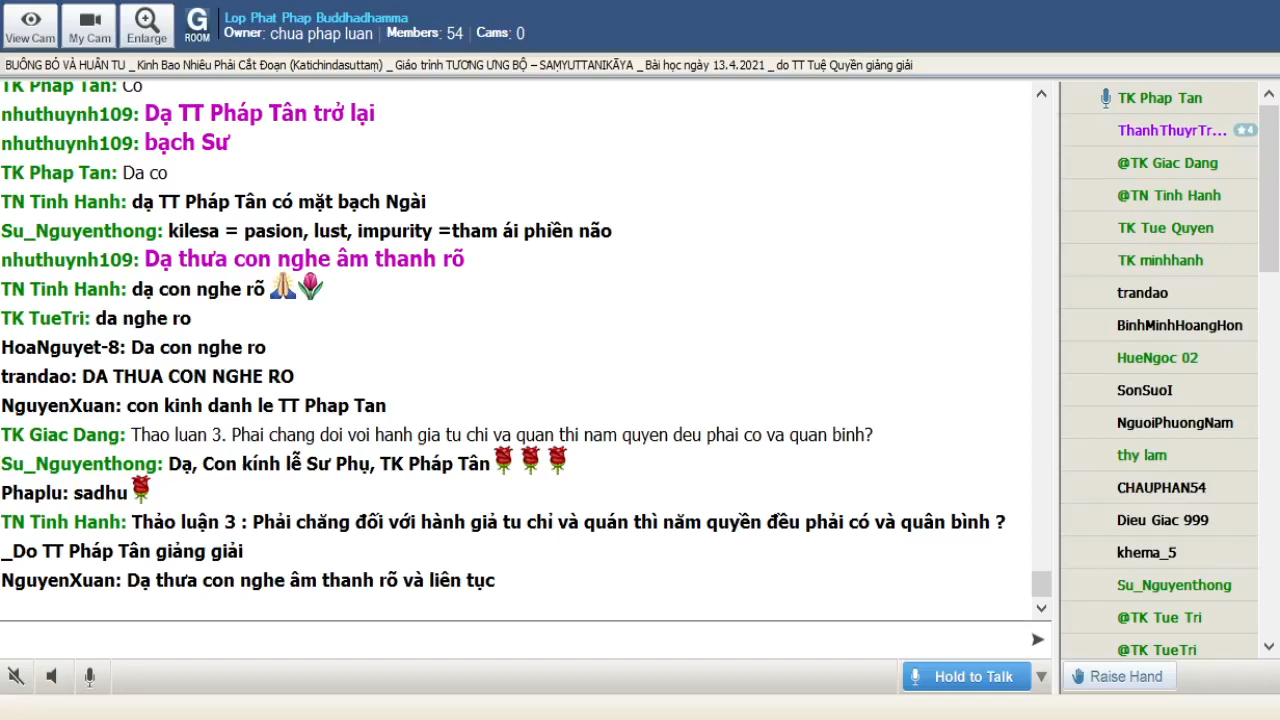 View Cam
My Cam
Enlarge
G
ROOM
Lop Phat Phap Buddhadhamma
Owner: chua phap luan Members: 54 Cams: 0
BUÔNG BỎ VÀ HUÂN TU _ Kinh Bao Nhiêu Phải Cắt Đoạn (Katichindasuttaṃ) _ Giáo trình TƯƠNG ƯNG BỘ – SAṂYUTTANIKĀYA _ Bài học ngày 13.4.2021 _ do TT Tuệ Quyền giảng giải
TK Phap Tan: Co
nhuthuynh109: Dạ TT Pháp Tân trở lại
nhuthuynh109: bạch Sư
TK Phap Tan: Da co
TN Tinh Hanh: dạ TT Pháp Tân có mặt bạch Ngài
Su_Nguyenthong: kilesa = pasion, lust, impurity =tham ái phiền não
nhuthuynh109: Dạ thưa con nghe âm thanh rõ
TN Tinh Hanh: dạ con nghe rõ
TK TueTri: da nghe ro
HoaNguyet-8: Da con nghe ro
trandao: DA THUA CON NGHE RO
NguyenXuan: con kinh danh le TT Phap Tan
TK Giac Dang: Thao luan 3. Phai chang doi voi hanh gia tu chi va quan thi nam quyen deu phai co va quan binh?
Su_Nguyenthong: Dạ, Con kính lễ Sư Phụ, TK Pháp Tân
Phaplu: sadhu
TN Tinh Hanh: Thảo luận 3 : Phải chăng đối với hành giả tu chỉ và quán thì năm quyền đều phải có và quân bình ?
_Do TT Pháp Tân giảng giải
NguyenXuan: Dạ thưa con nghe âm thanh rõ và liên tục
TK Phap Tan
ThanhThuyrTr... 4
@TK Giac Dang
@TN Tinh Hanh
TK Tue Quyen
TK minhhanh
trandao
BinhMinhHoangHon
HueNgoc 02
SonSuoI
NguoiPhuongNam
thy lam
CHAUPHAN54
Dieu Giac 999
khema_5
Su_Nguyenthong
@TK Tue Tri
@TK TueTri
Hold to Talk
Raise Hand